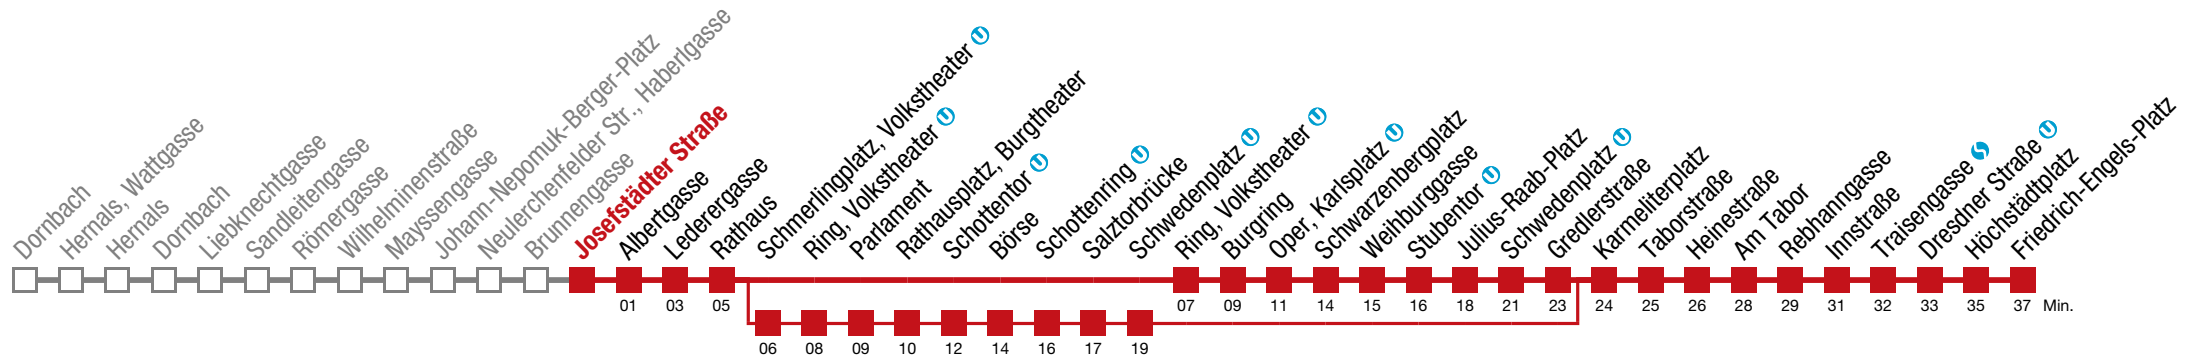 Dornbach
Hernals, Wattgasse
Hernals
Dornbach
Liebknechtgasse
Sandleitengasse
Römergasse
Wilhelminenstraße
Mayssengasse
Johann-Nepomuk-Berger-Platz
Neulerchenfelder Str., Haberlgasse
Brunnengasse
Josefstädter Straße
Albertgasse
Lederergasse
Rathaus
Schmerlingplatz, Volkstheater U
Ring, Volkstheater U
Parlament
Rathausplatz, Burgtheater
Schottentor U
Börse
Schottenring U
Salztorbrücke
Schwedenplatz U
Ring, Volkstheater U
Burgring
Oper, Karlsplatz U
Schwarzenbergplatz
Weihburggasse
Stubentor U
Julius-Raab-Platz
Schwedenplatz U
Gredlerstraße
Karmeliterplatz
Taborstraße
Heinestraße
Am Tabor
Rebhanngasse
Innstraße
Traisengasse S
Dresdner Straße U
Höchstädtplatz
Friedrich-Engels-Platz
01 03 05 07 09 11 14 15 16 18 21 23 24 25 26 28 29 31 32 33 35 37 Min.
06 08 09 10 12 14 16 17 19